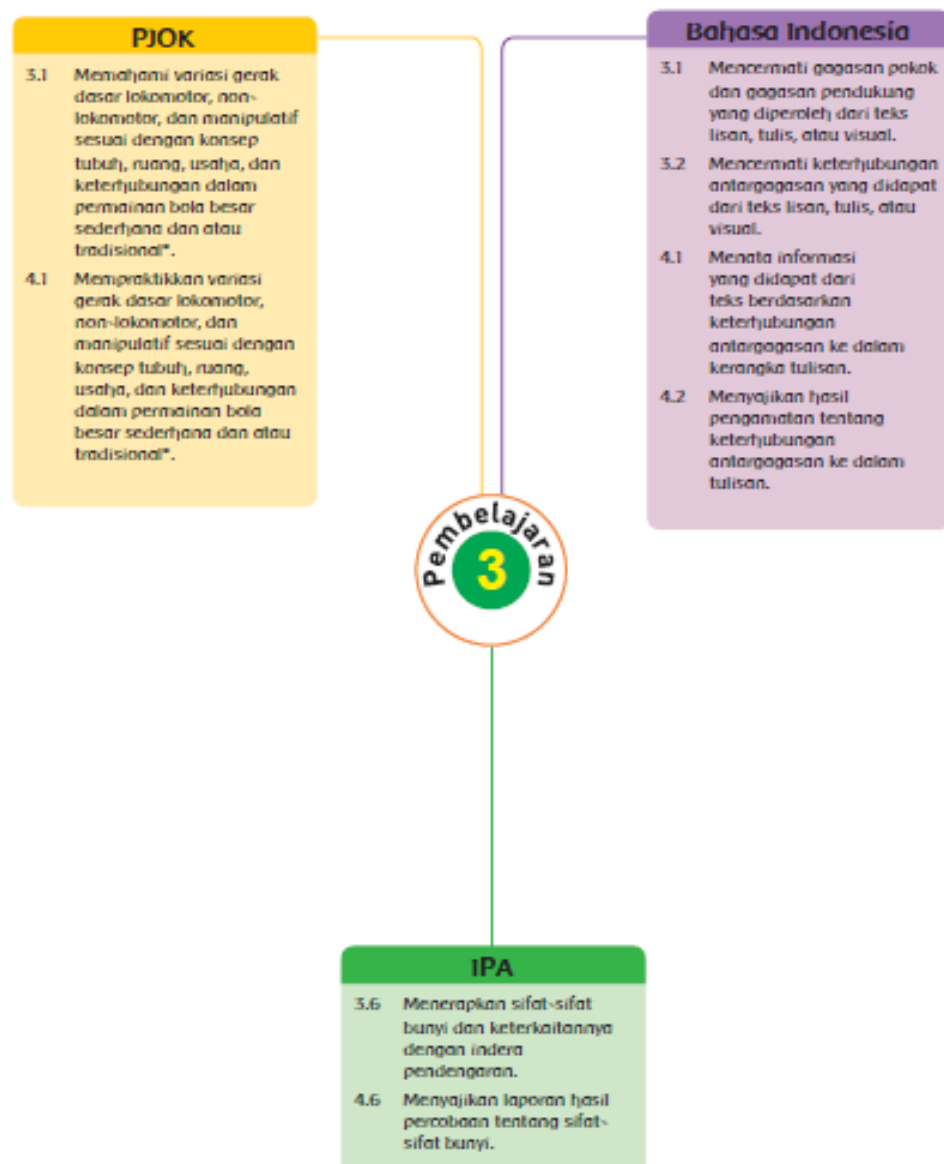 PJOK
3.1 Memahami variasi gerak
dasar lokomotor, non-
lokomotor, dan manipulatif
sesuai dengan konsep
tubuh, ruang, usaha, dan
keterhubungan dalam
permainan bola besar
sederhana dan atau
tradisional*.
4.1 Mempraktikkan variasi
gerak dasar lokomotor,
non-lokomotor, dan
manipulatif sesuai dengan
konsep tubuh, ruang,
usaha, dan keterhubungan
dalam permainan bola
besar sederhana dan atau
tradisional*.
Bahasa Indonesia
3.1 Mencermati gagasan pokok
dan gagasan pendukung
yang diperoleh dari teks
lisan, tulis, atau visual.
3.2 Mencermati keterhubungan
antargagasan yang didapat
dari teks lisan, tulis, atau
visual.
4.1 Menata informasi
yang didapat dari
teks berdasarkan
keterhubungan
antargagasan ke dalam
kerangka tulisan.
4.2 Menyajikan hasil
pengamatan tentang
keterhubungan
antargagasan ke dalam
tulisan.
Pembelajaran
3
IPA
3.6 Menerapkan sifat-sifat
bunyi dan keterkaitannya
dengan indera
pendengaran.
4.6 Menyajikan laporan hasil
percobaan tentang sifat-
sifat bunyi.